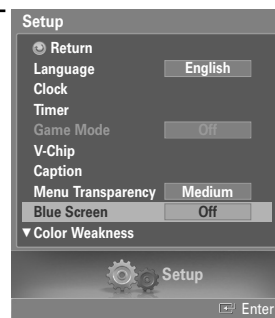 Setup
Return
Language English
Clock
Timer
Game Mode Off
V-Chip
Caption
Menu Transparency Medium
Blue Screen Off
▼ Color Weakness
Setup
Enter